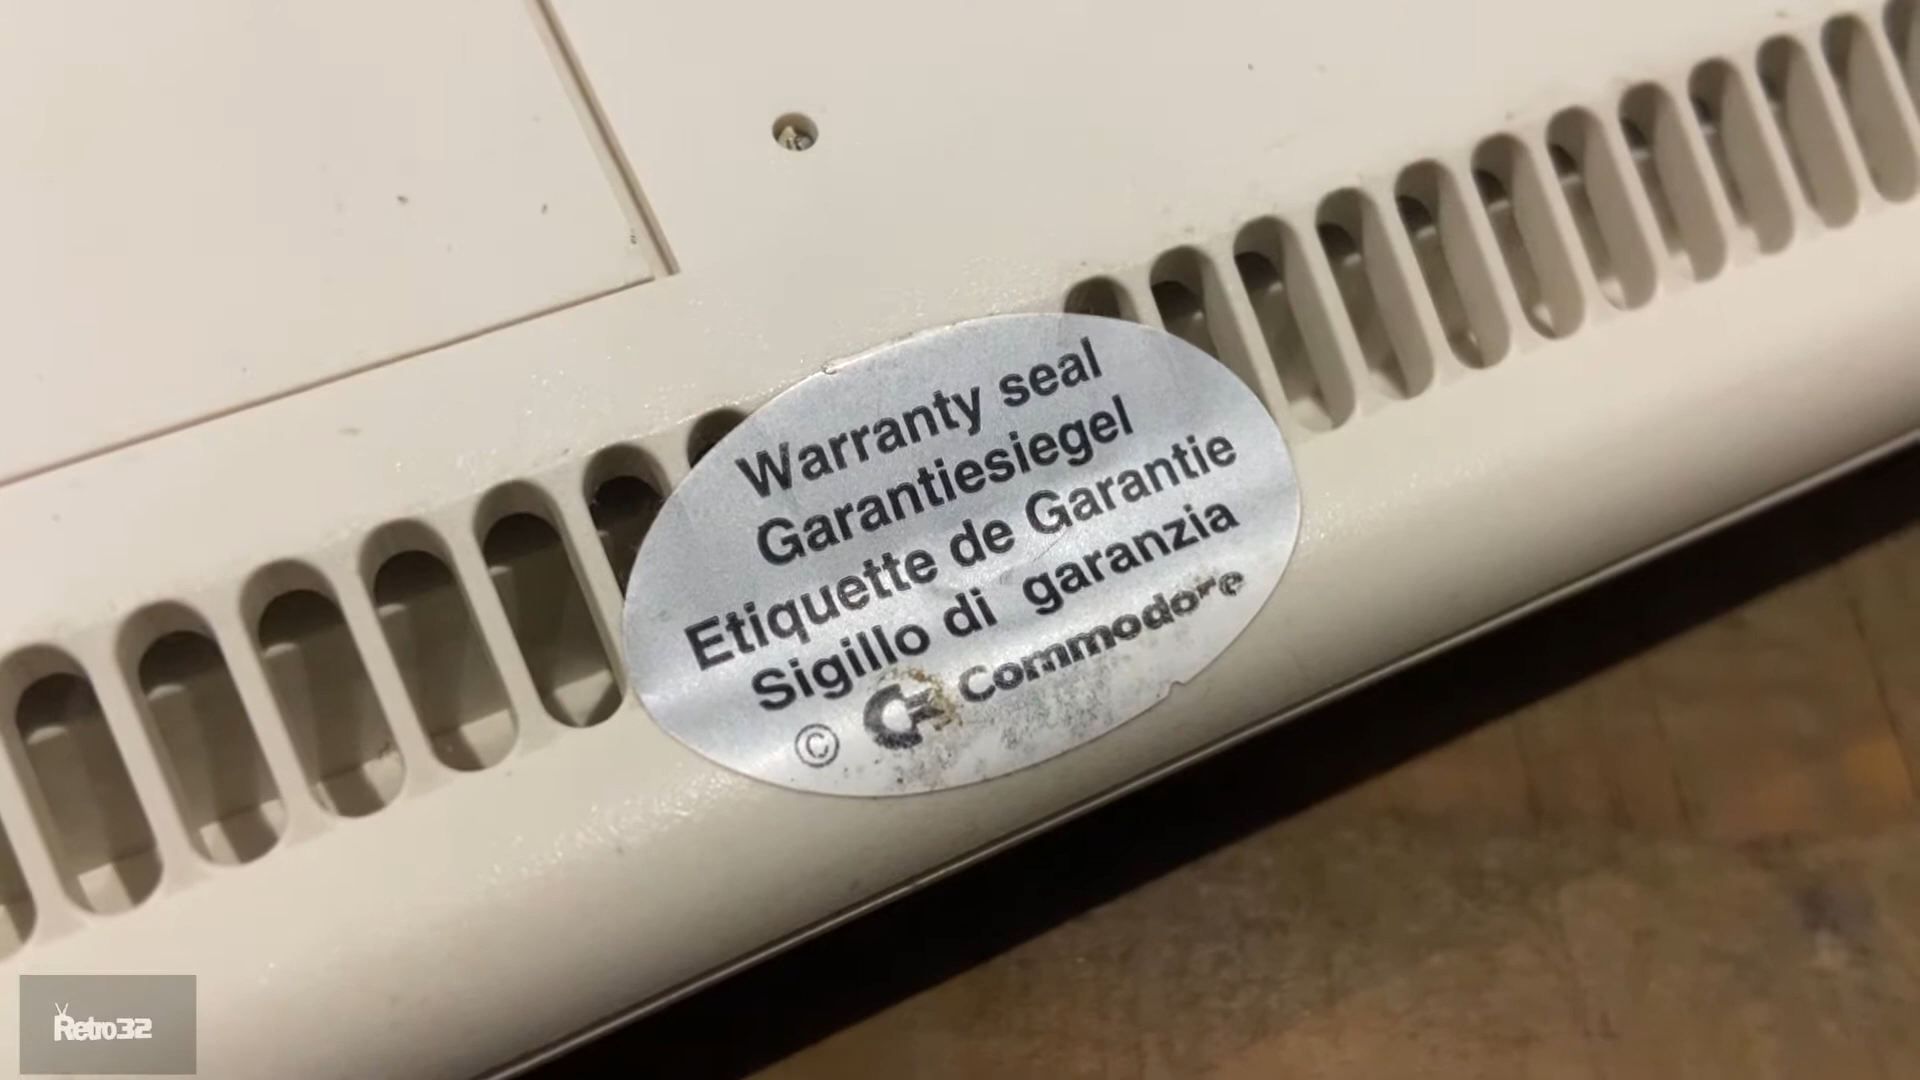 Warranty seal
Garantiesiegel
Etiquette de Garantie
Sigillo di garanzia
© Commodore
Retro32